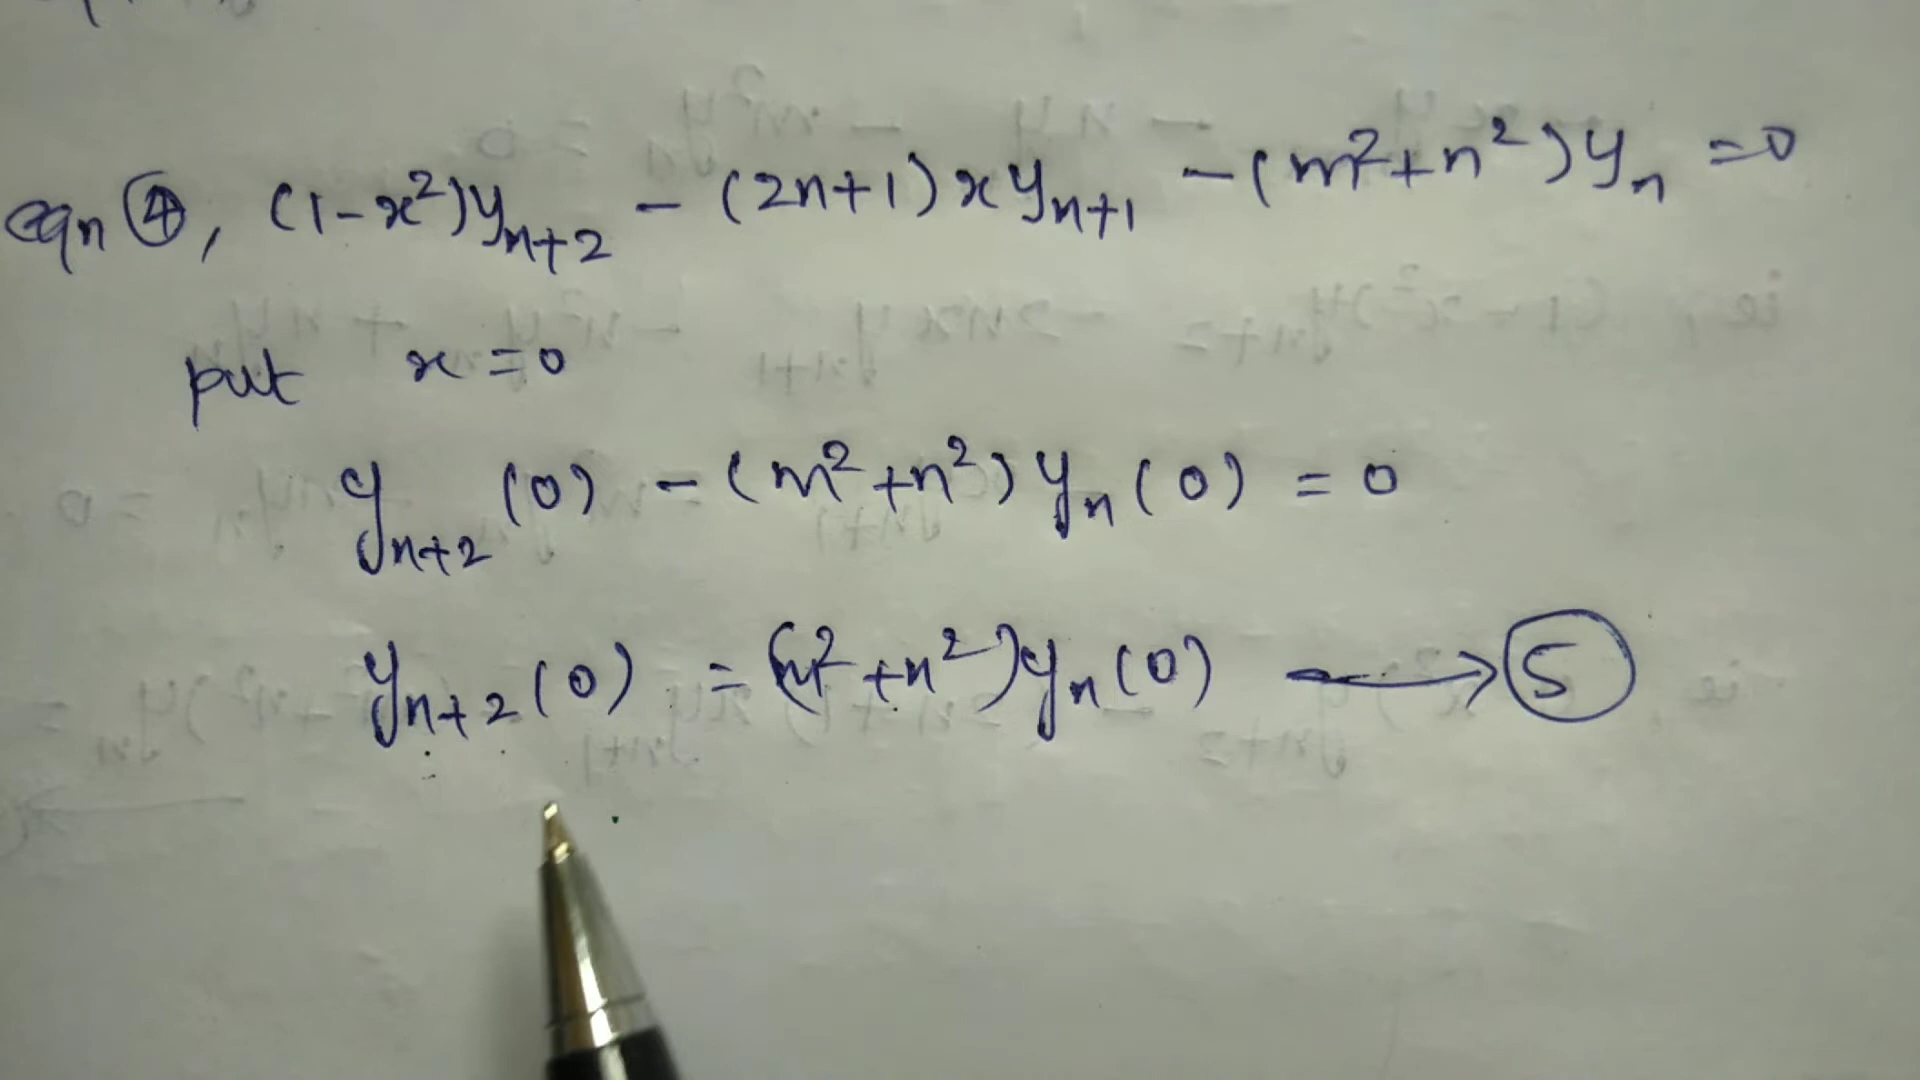 eqn ④, (1-x²)yₙ₊₂ - (2n+1)xyₙ₊₁ - (m²+n²)yₙ = 0
put x = 0
yₙ₊₂(0) - (m²+n²)yₙ(0) = 0
yₙ₊₂(0) = (m²+n²)yₙ(0) ⟶ ⑤